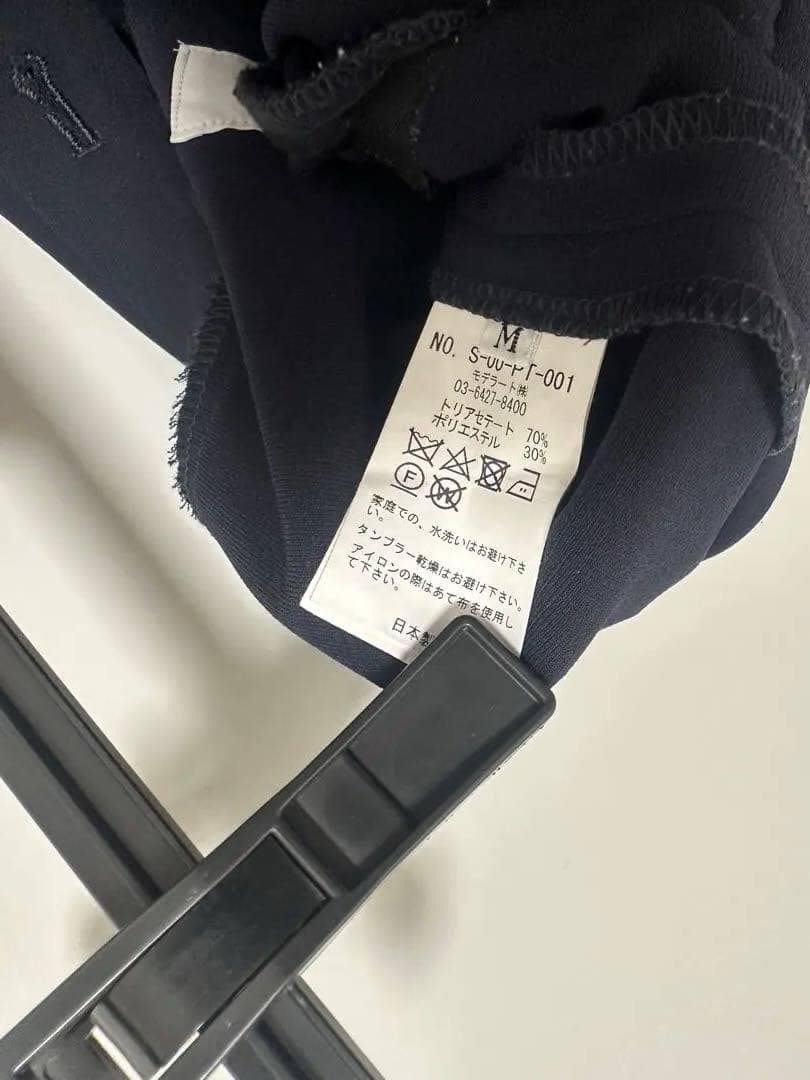 M
NO. S-00-PT-001
モデラート㈱
03-6427-8400
トリアセテート 70%
ポリエステル 30%
F
W
家庭での、水洗いはお避け下さ
い。
タンブラー乾燥はお避け下さい。
アイロンの際はあて布を使用し
て下さい。
日本製